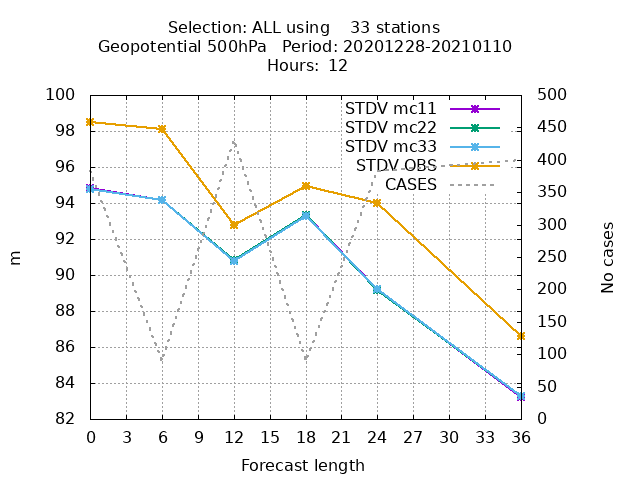 Selection: ALL using    33 stations
Geopotential 500hPa   Period: 20201228-20210110
Hours:  12
STDV mc11
STDV mc22
STDV mc33
STDV OBS
CASES
100
98
96
94
92
90
88
86
84
82
m
500
450
400
350
300
250
200
150
100
50
0
No cases
0 3 6 9 12 15 18 21 24 27 30 33 36
Forecast length